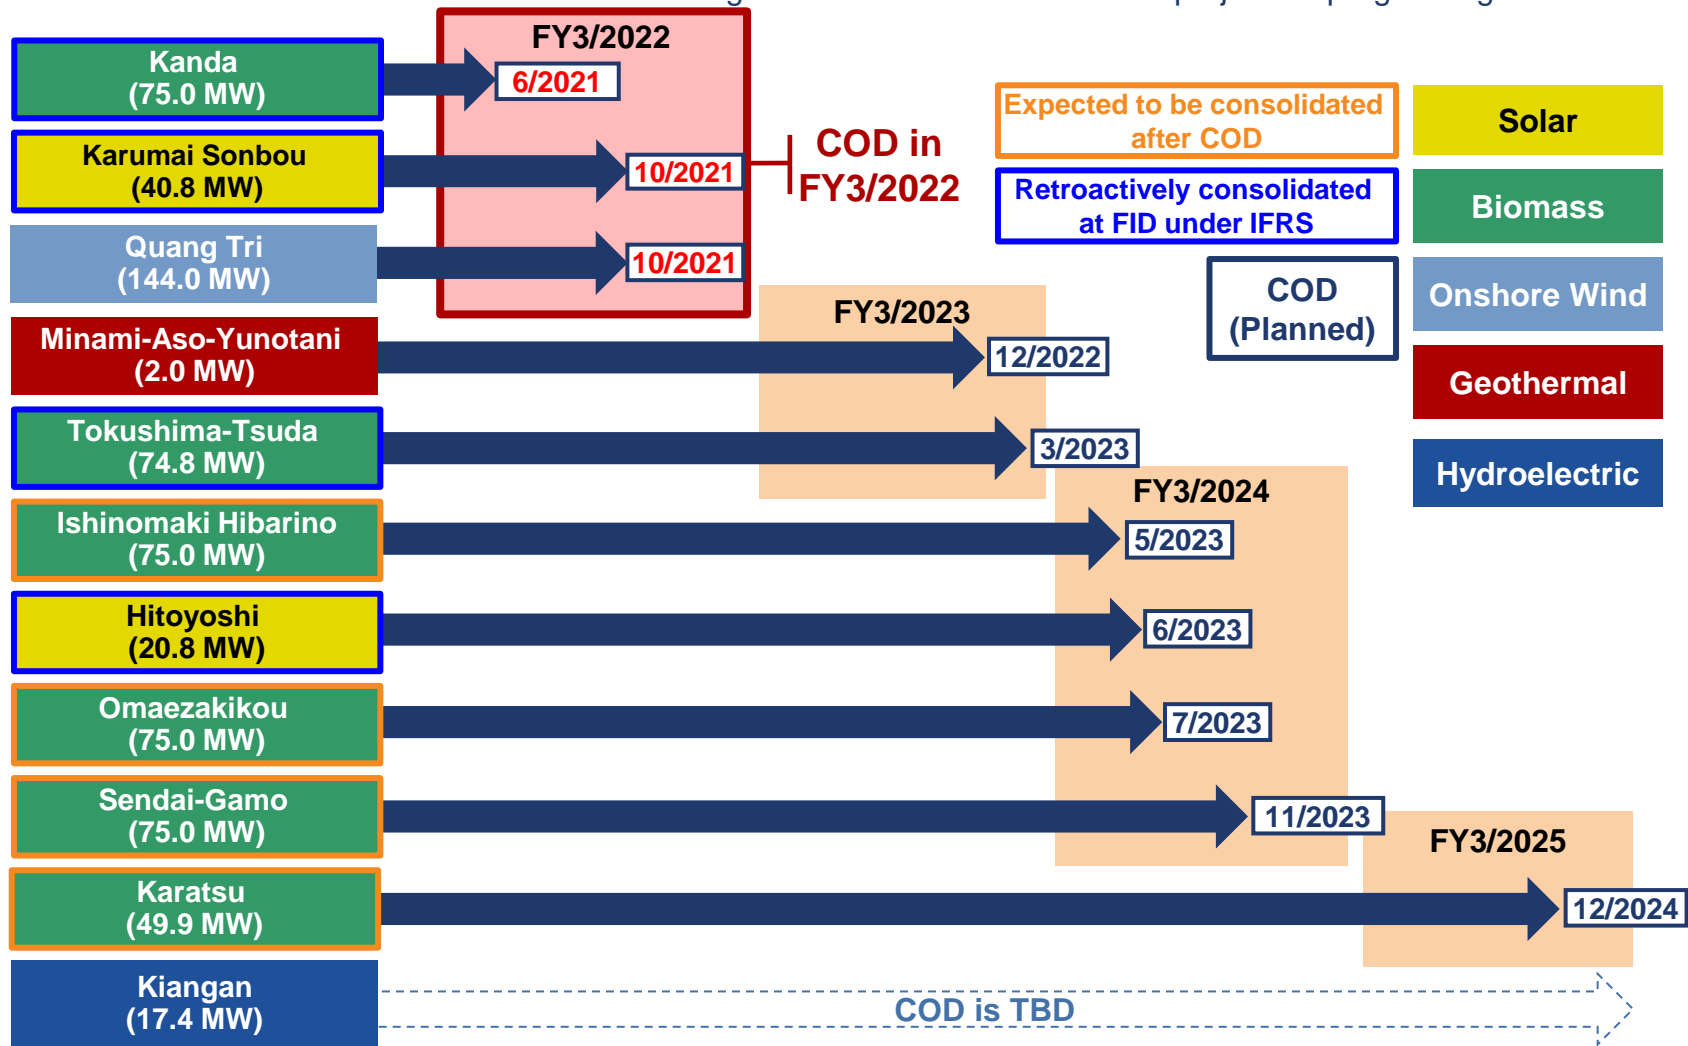 Kanda
(75.0 MW)
FY3/2022
6/2021
Karumai Sonbou
(40.8 MW)
10/2021
COD in
FY3/2022
Quang Tri
(144.0 MW)
10/2021
Expected to be consolidated
after COD
Retroactively consolidated
at FID under IFRS
COD
(Planned)
Solar
Biomass
Onshore Wind
Geothermal
Hydroelectric
FY3/2023
Minami-Aso-Yunotani
(2.0 MW)
12/2022
Tokushima-Tsuda
(74.8 MW)
3/2023
FY3/2024
Ishinomaki Hibarino
(75.0 MW)
5/2023
Hitoyoshi
(20.8 MW)
6/2023
Omaezakikou
(75.0 MW)
7/2023
Sendai-Gamo
(75.0 MW)
11/2023
FY3/2025
Karatsu
(49.9 MW)
12/2024
Kiangan
(17.4 MW)
COD is TBD